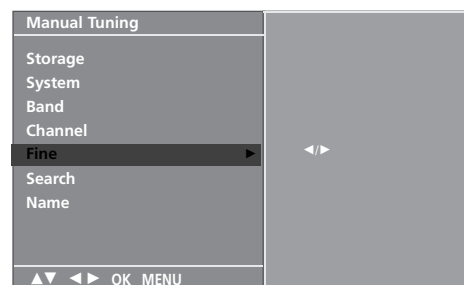 Manual Tuning
Storage
System
Band
Channel
Fine ▶ ◀/▶
Search
Name
▲▼ ◀ ▶ OK MENU